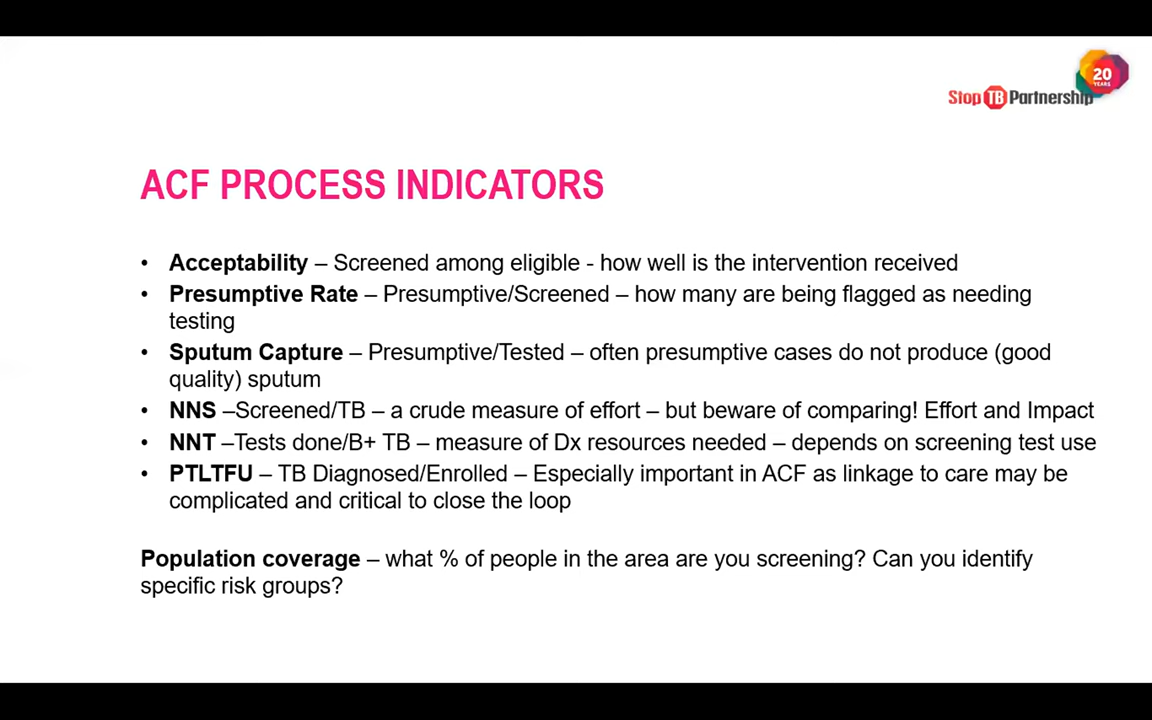 20
YEARS
Stop TB Partnership
ACF PROCESS INDICATORS
• Acceptability – Screened among eligible - how well is the intervention received
• Presumptive Rate – Presumptive/Screened – how many are being flagged as needing
testing
• Sputum Capture – Presumptive/Tested – often presumptive cases do not produce (good
quality) sputum
• NNS –Screened/TB – a crude measure of effort – but beware of comparing! Effort and Impact
• NNT –Tests done/B+ TB – measure of Dx resources needed – depends on screening test use
• PTLTFU – TB Diagnosed/Enrolled – Especially important in ACF as linkage to care may be
complicated and critical to close the loop
Population coverage – what % of people in the area are you screening? Can you identify
specific risk groups?